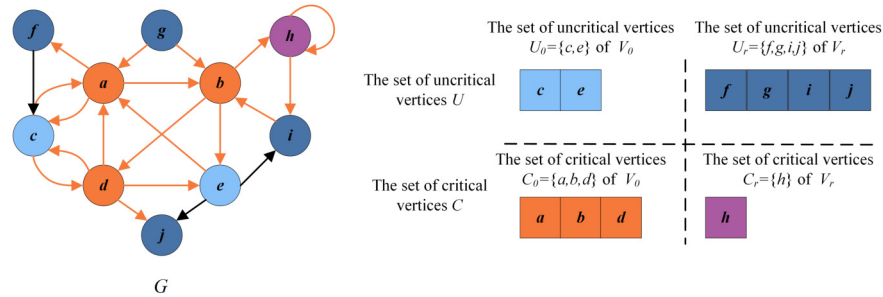 f
g
h
a
b
c
i
d
e
j
G
The set of uncritical vertices
U₀={c,e} of V₀
The set of uncritical vertices
Uᵣ={f,g,i,j} of Vᵣ
The set of uncritical
vertices U
c e
f g i j
The set of critical vertices
C₀={a,b,d} of V₀
The set of critical vertices
Cᵣ={h} of Vᵣ
The set of critical
vertices C
a b d
h